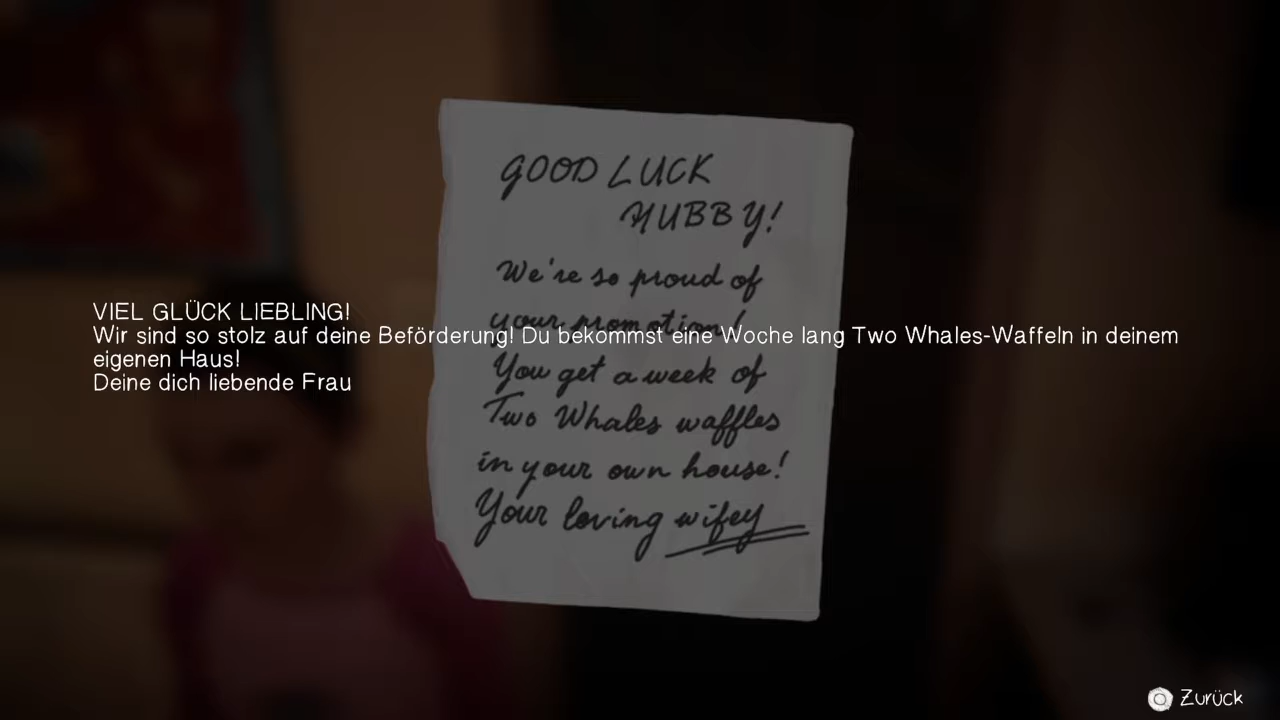 GOOD LUCK
HUBBY!
We're so proud of
your promotion!
You get a week of
Two Whales waffles
in your own house!
Your loving wifey
VIEL GLÜCK LIEBLING!
Wir sind so stolz auf deine Beförderung! Du bekommst eine Woche lang Two Whales-Waffeln in deinem
eigenen Haus!
Deine dich liebende Frau
Zurück